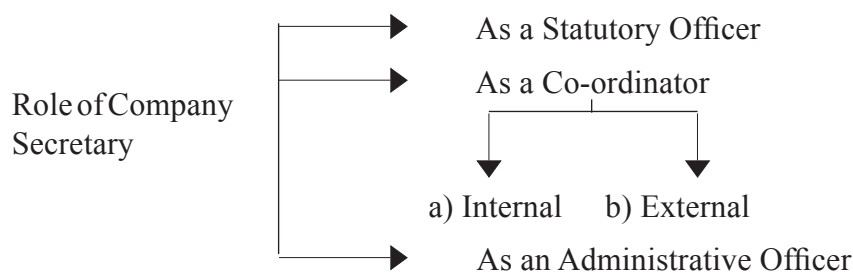 As a Statutory Officer
As a Co-ordinator
Role of Company
Secretary
a) Internal
b) External
As an Administrative Officer